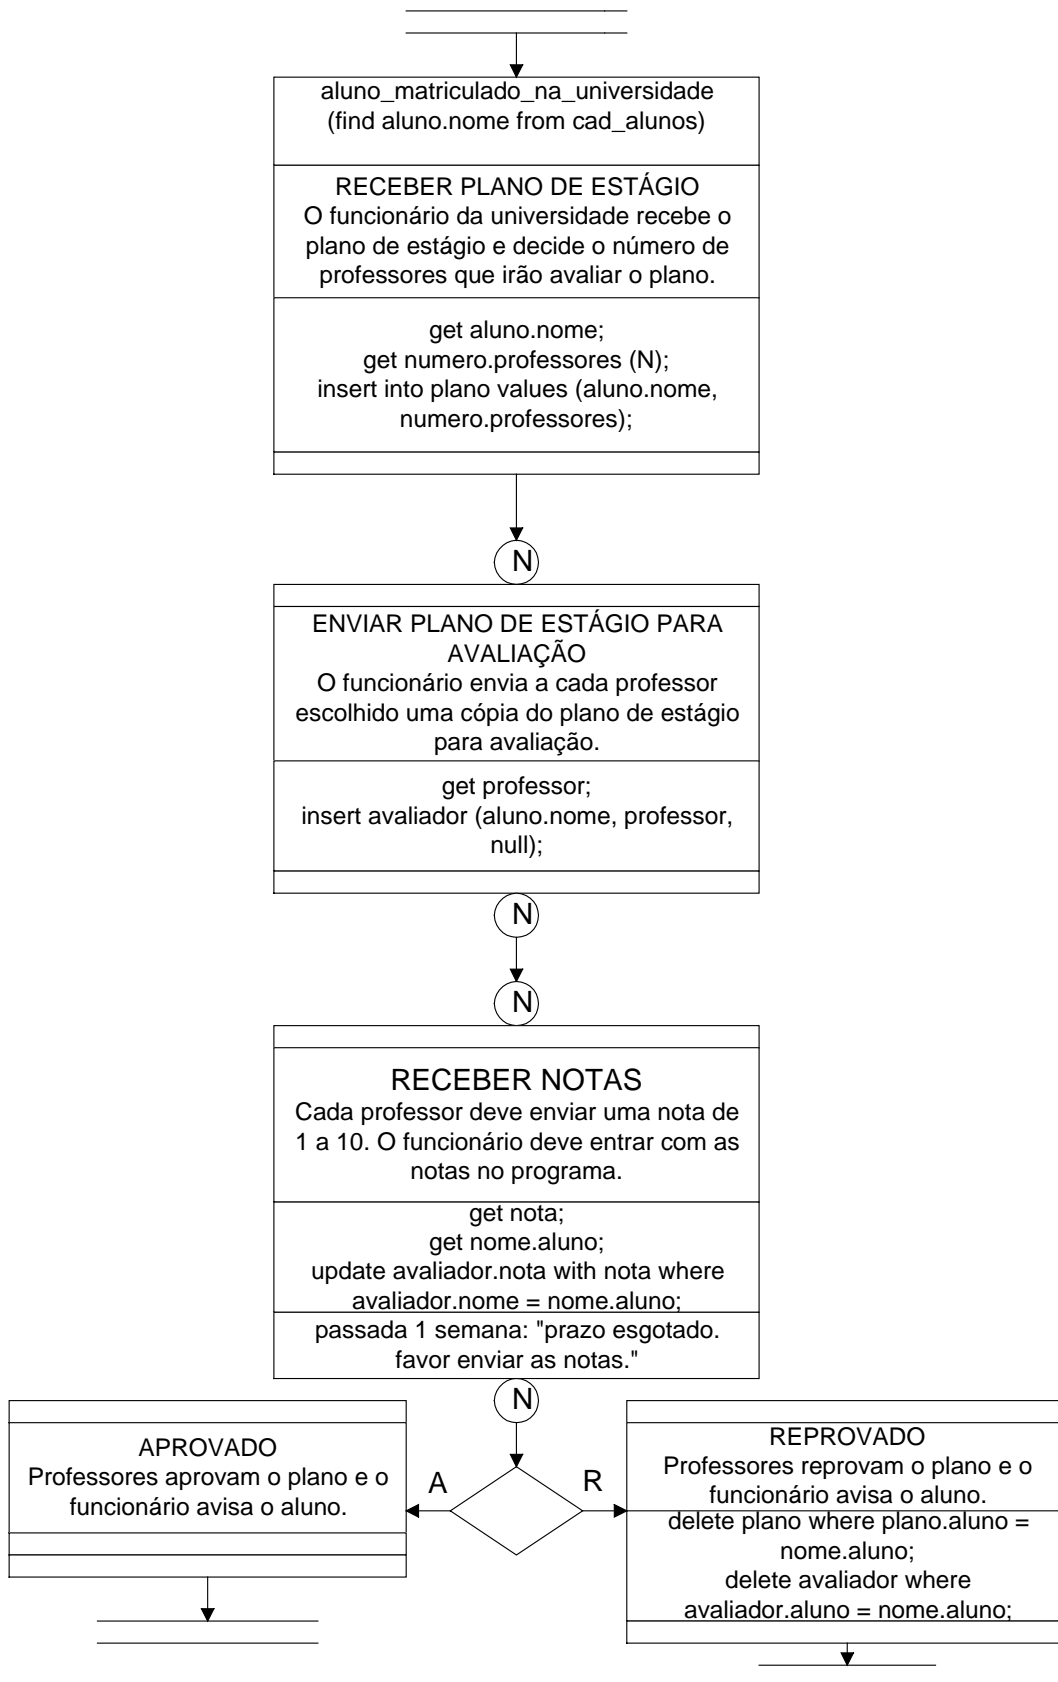 aluno_matriculado_na_universidade
(find aluno.nome from cad_alunos)
RECEBER PLANO DE ESTÁGIO
O funcionário da universidade recebe o
plano de estágio e decide o número de
professores que irão avaliar o plano.
get aluno.nome;
get numero.professores (N);
insert into plano values (aluno.nome,
numero.professores);
N
ENVIAR PLANO DE ESTÁGIO PARA
AVALIAÇÃO
O funcionário envia a cada professor
escolhido uma cópia do plano de estágio
para avaliação.
get professor;
insert avaliador (aluno.nome, professor,
null);
N
N
RECEBER NOTAS
Cada professor deve enviar uma nota de
1 a 10. O funcionário deve entrar com as
notas no programa.
get nota;
get nome.aluno;
update avaliador.nota with nota where
avaliador.nome = nome.aluno;
passada 1 semana: "prazo esgotado.
favor enviar as notas."
N
APROVADO
Professores aprovam o plano e o
funcionário avisa o aluno.
A
R
REPROVADO
Professores reprovam o plano e o
funcionário avisa o aluno.
delete plano where plano.aluno =
nome.aluno;
delete avaliador where
avaliador.aluno = nome.aluno;